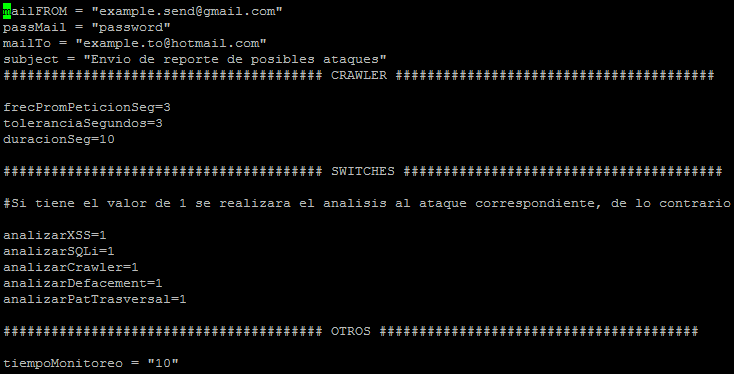 mailFROM = "example.send@gmail.com"
passMail = "password"
mailTo = "example.to@hotmail.com"
subject = "Envio de reporte de posibles ataques"
######################################## CRAWLER ########################################
frecPromPeticionSeg=3
toleranciaSegundos=3
duracionSeg=10
######################################## SWITCHES ########################################
#Si tiene el valor de 1 se realizara el analisis al ataque correspondiente, de lo contrario
analizarXSS=1
analizarSQLi=1
analizarCrawler=1
analizarDefacement=1
analizarPatTrasversal=1
######################################## OTROS ########################################
tiempoMonitoreo = "10"